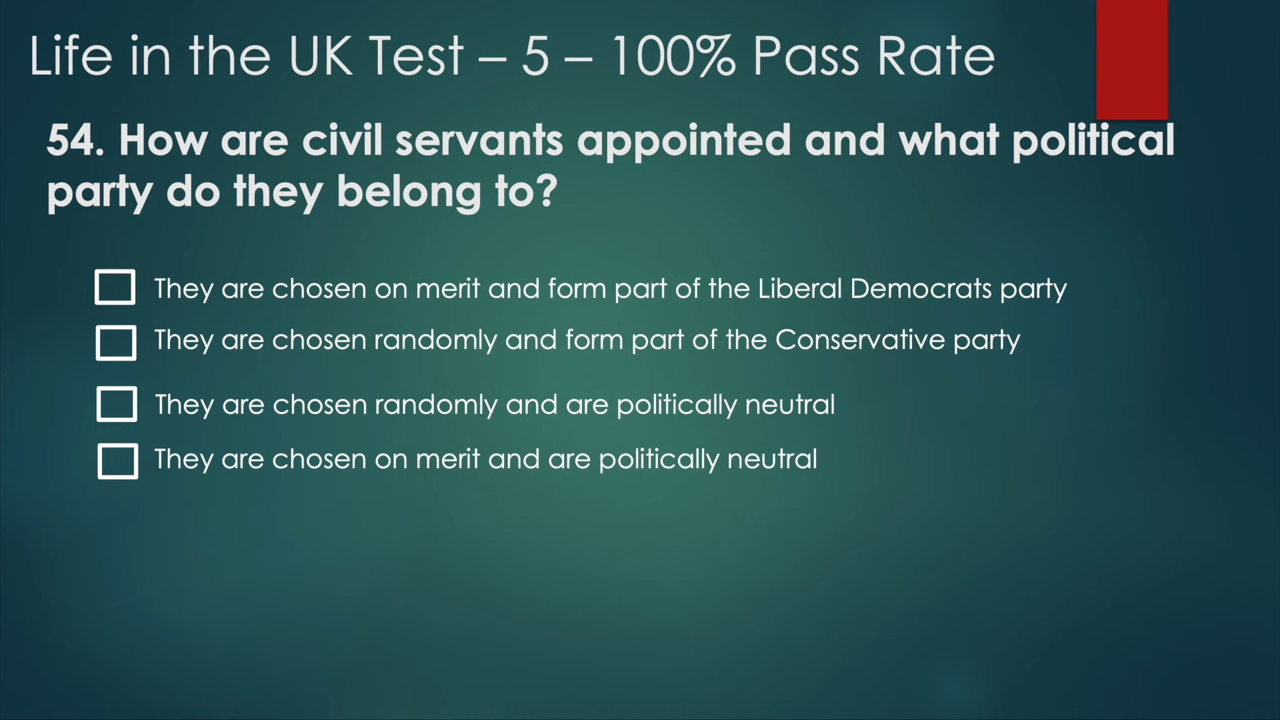 Life in the UK Test – 5 – 100% Pass Rate
54. How are civil servants appointed and what political
party do they belong to?
They are chosen on merit and form part of the Liberal Democrats party
They are chosen randomly and form part of the Conservative party
They are chosen randomly and are politically neutral
They are chosen on merit and are politically neutral